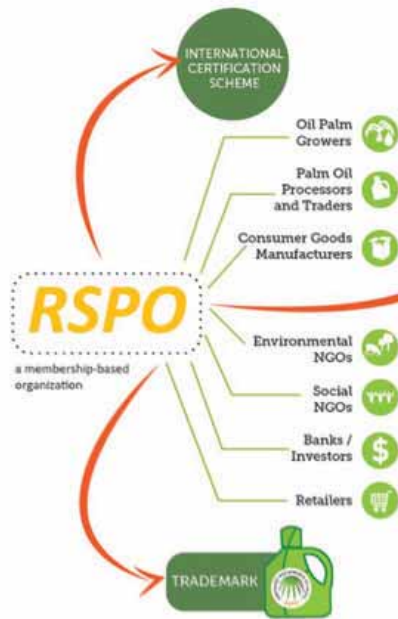 INTERNATIONAL
CERTIFICATION
SCHEME
Oil Palm
Growers
Palm Oil
Processors
and Traders
Consumer Goods
Manufacturers
RSPO
a membership-based
organization
Environmental
NGOs
Social
NGOs
Banks /
Investors
$
Retailers
TRADEMARK